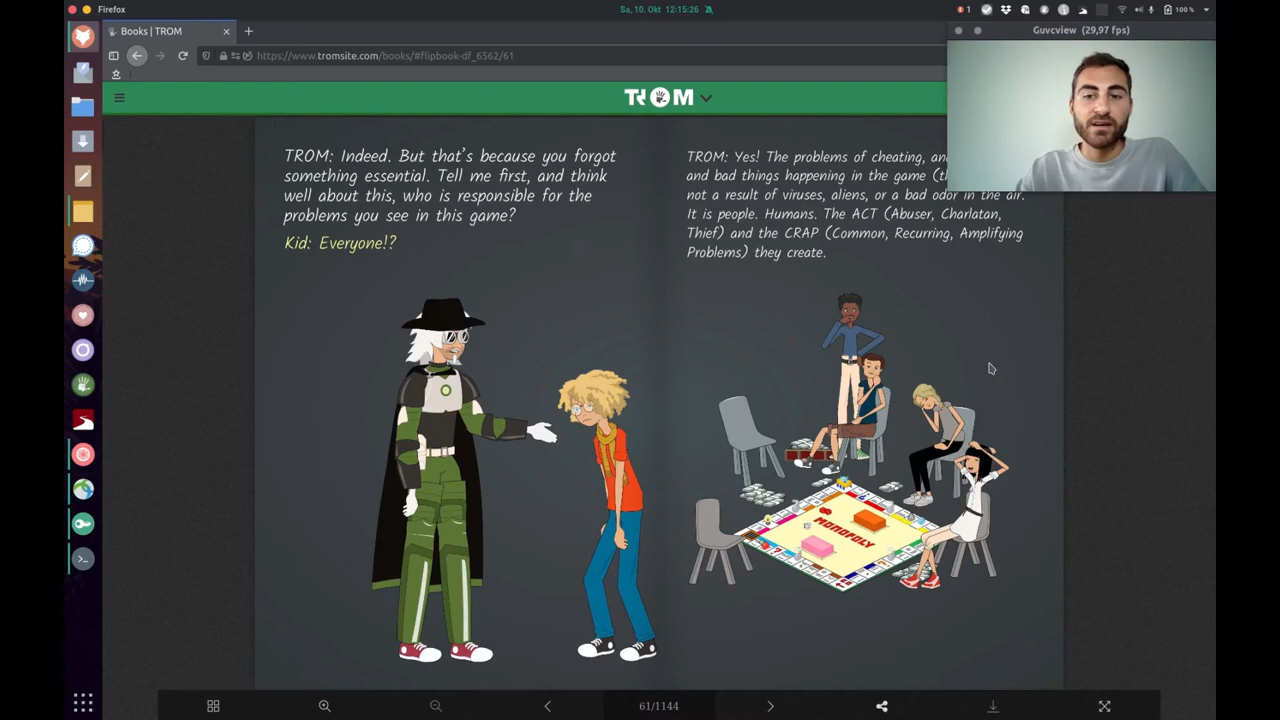 Firefox
Sa, 10. Okt 12:15:26
1
100 %
Books | TROM
Guvcview (29,97 fps)
https://www.tromsite.com/books/#flipbook-df_6562/61
TROM
TROM: Indeed. But that's because you forgot
something essential. Tell me first, and think
well about this, who is responsible for the
problems you see in this game?
Kid: Everyone!?
TROM: Yes! The problems of cheating, an
and bad things happening in the game (th
not a result of viruses, aliens, or a bad odor in the air.
It is people. Humans. The ACT (Abuser, Charlatan,
Thief) and the CRAP (Common, Recurring, Amplifying
Problems) they create.
MONOPOLY
61/1144